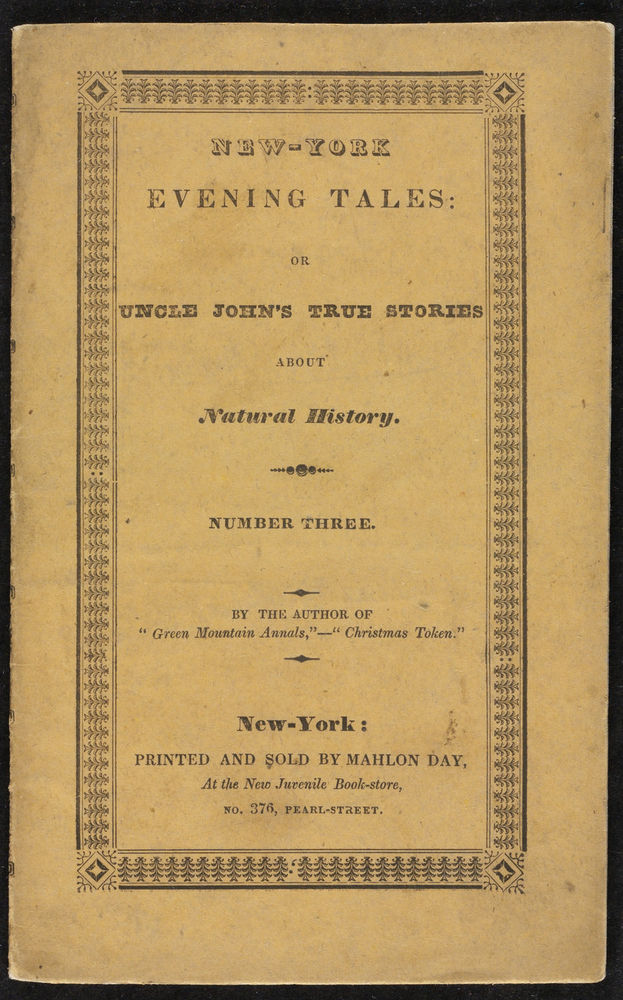 NEW-YORK
EVENING TALES:
OR
UNCLE JOHN'S TRUE STORIES
ABOUT
Natural History.
NUMBER THREE.
BY THE AUTHOR OF
" Green Mountain Annals,"—" Christmas Token."
New-York:
PRINTED AND SOLD BY MAHLON DAY,
At the New Juvenile Book-store,
NO. 376, PEARL-STREET.